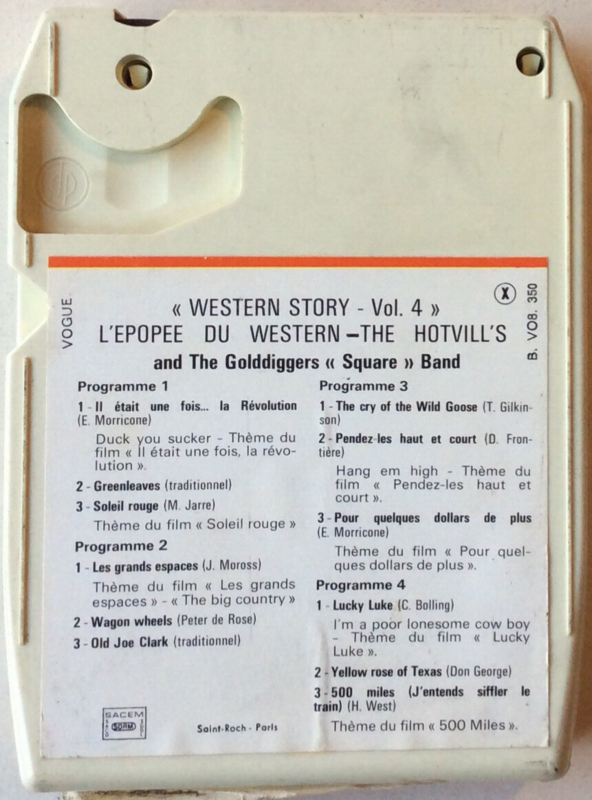 VOGUE
« WESTERN STORY - Vol. 4 »
L'EPOPEE DU WESTERN – THE HOTVILL'S
and The Golddiggers « Square » Band
X
B. VO8. 350
Programme 1
1 - Il était une fois... la Révolution
(E. Morricone)
Duck you sucker - Thème du
film « Il était une fois, la révo-
lution ».
2 - Greenleaves (traditionnel)
3 - Soleil rouge (M. Jarre)
Thème du film « Soleil rouge »
Programme 2
1 - Les grands espaces (J. Moross)
Thème du film « Les grands
espaces » - « The big country »
2 - Wagon wheels (Peter de Rose)
3 - Old Joe Clark (traditionnel)
Programme 3
1 - The cry of the Wild Goose (T. Gilkin-
son)
2 - Pendez-les haut et court (D. Fron-
tière)
Hang em high - Thème du
film « Pendez-les haut et
court ».
3 - Pour quelques dollars de plus
(E. Morricone)
Thème du film « Pour quel-
ques dollars de plus ».
Programme 4
1 - Lucky Luke (C. Bolling)
I'm a poor lonesome cow boy
- Thème du film « Lucky
Luke ».
2 - Yellow rose of Texas (Don George)
3 - 500 miles (J'entends siffler le
train) (H. West)
Thème du film « 500 Miles ».
SACEM
SDRM
Saint-Roch - Paris